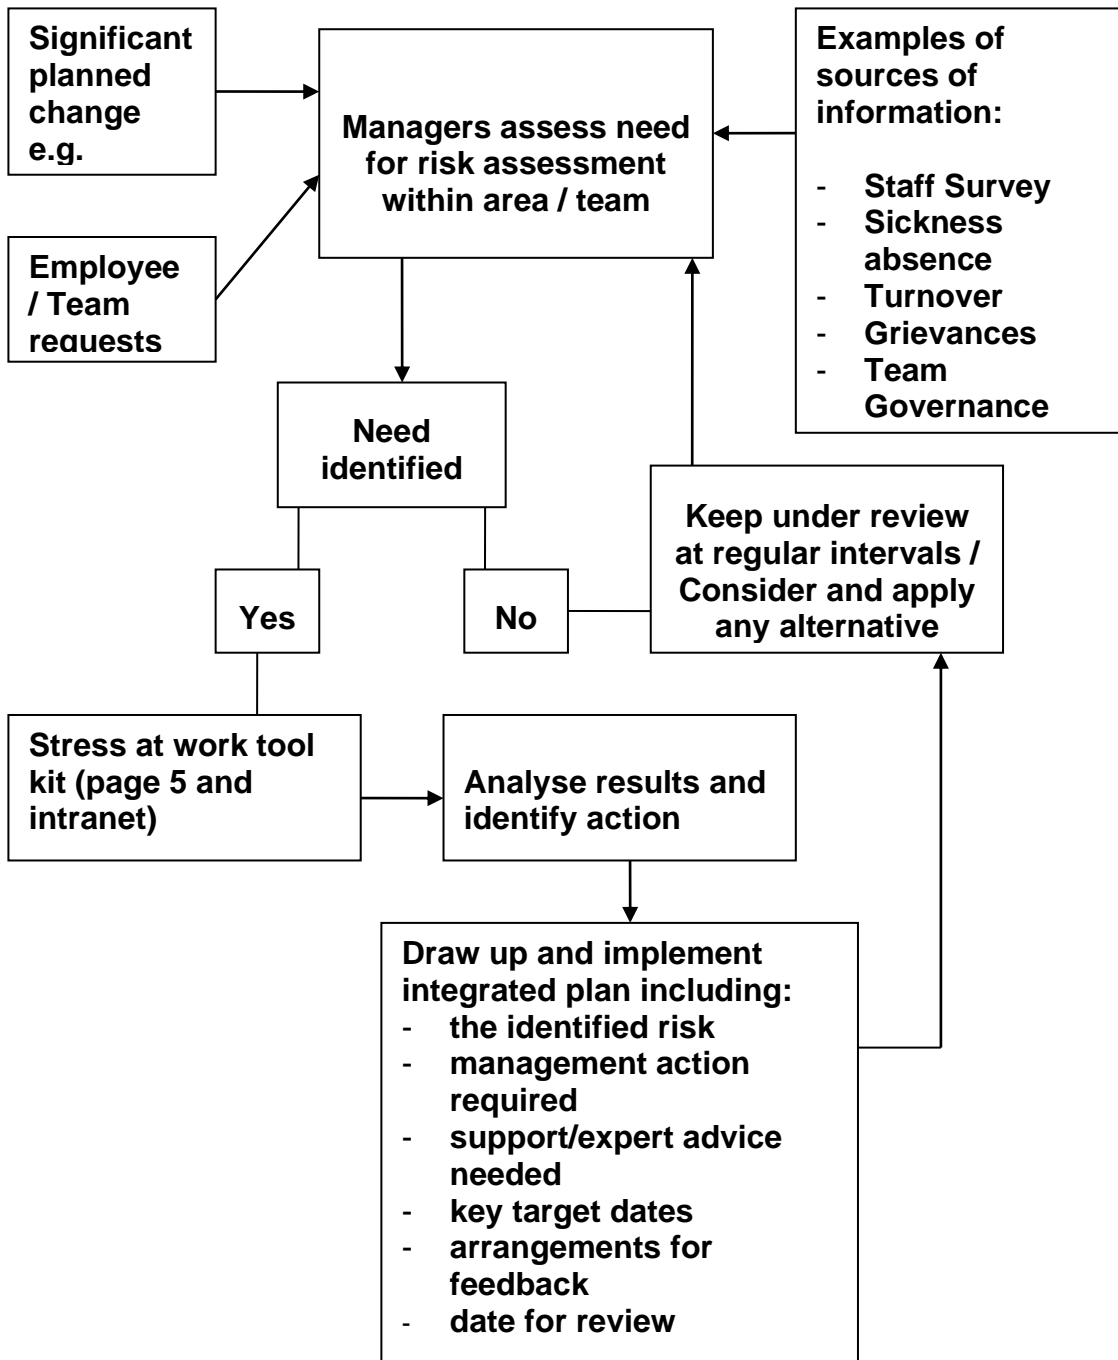 Significant
planned
change
e.g.
Managers assess need
for risk assessment
within area / team
Examples of
sources of
information:
- Staff Survey
- Sickness
absence
- Turnover
- Grievances
- Team
Governance
Employee
/ Team
requests
Need
identified
Keep under review
at regular intervals /
Consider and apply
any alternative
Yes
No
Stress at work tool
kit (page 5 and
intranet)
Analyse results and
identify action
Draw up and implement
integrated plan including:
- the identified risk
- management action
required
- support/expert advice
needed
- key target dates
- arrangements for
feedback
- date for review